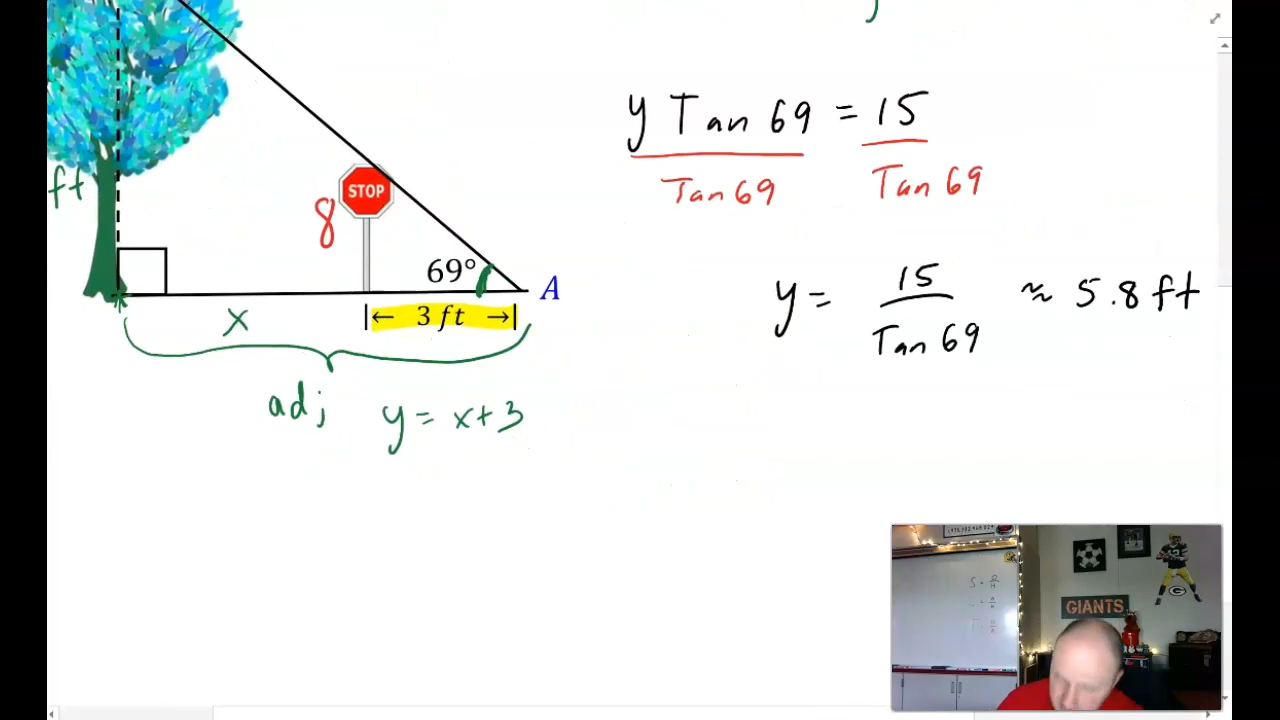 y Tan 69 = 15
Tan 69 Tan 69
ft
STOP
8
69°
A
← 3 ft →
x
y = 15 / Tan 69 ≈ 5.8 ft
adj y = x + 3
GIANTS
G